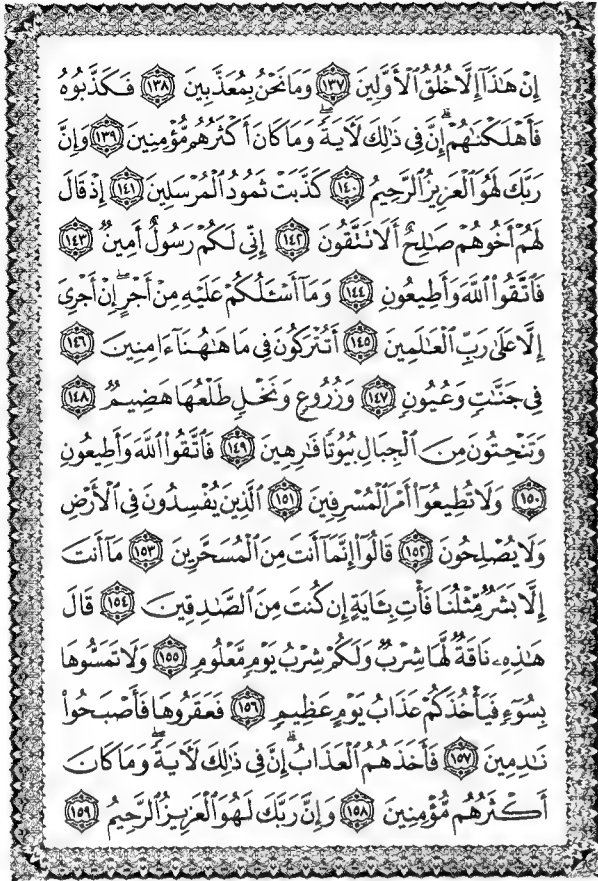 إِنْ هَٰذَآ إِلَّا خُلُقُ ٱلْأَوَّلِينَ ١٣٧ وَمَا نَحْنُ بِمُعَذَّبِينَ ١٣٨ فَكَذَّبُوهُ
فَأَهْلَكْنَٰهُمْ ۗ إِنَّ فِى ذَٰلِكَ لَءَايَةً ۖ وَمَا كَانَ أَكْثَرُهُم مُّؤْمِنِينَ ١٣٩ وَإِنَّ
رَبَّكَ لَهُوَ ٱلْعَزِيزُ ٱلرَّحِيمُ ١٤٠ كَذَّبَتْ ثَمُودُ ٱلْمُرْسَلِينَ ١٤١ إِذْ قَالَ
لَهُمْ أَخُوهُمْ صَٰلِحٌ أَلَا تَتَّقُونَ ١٤٢ إِنِّى لَكُمْ رَسُولٌ أَمِينٌ ١٤٣
فَٱتَّقُوا۟ ٱللَّهَ وَأَطِيعُونِ ١٤٤ وَمَآ أَسْـَٔلُكُمْ عَلَيْهِ مِنْ أَجْرٍ ۖ إِنْ أَجْرِىَ
إِلَّا عَلَىٰ رَبِّ ٱلْعَٰلَمِينَ ١٤٥ أَتُتْرَكُونَ فِى مَا هَٰهُنَآ ءَامِنِينَ ١٤٦
فِى جَنَّٰتٍ وَعُيُونٍ ١٤٧ وَزُرُوعٍ وَنَخْلٍ طَلْعُهَا هَضِيمٌ ١٤٨
وَتَنْحِتُونَ مِنَ ٱلْجِبَالِ بُيُوتًا فَٰرِهِينَ ١٤٩ فَٱتَّقُوا۟ ٱللَّهَ وَأَطِيعُونِ
١٥٠ وَلَا تُطِيعُوٓا۟ أَمْرَ ٱلْمُسْرِفِينَ ١٥١ ٱلَّذِينَ يُفْسِدُونَ فِى ٱلْأَرْضِ
وَلَا يُصْلِحُونَ ١٥٢ قَالُوٓا۟ إِنَّمَآ أَنتَ مِنَ ٱلْمُسَحَّرِينَ ١٥٣ مَآ أَنتَ
إِلَّا بَشَرٌ مِّثْلُنَا فَأْتِ بِـَٔايَةٍ إِن كُنتَ مِنَ ٱلصَّٰدِقِينَ ١٥٤ قَالَ
هَٰذِهِۦ نَاقَةٌ لَّهَا شِرْبٌ وَلَكُمْ شِرْبُ يَوْمٍ مَّعْلُومٍ ١٥٥ وَلَا تَمَسُّوهَا
بِسُوٓءٍ فَيَأْخُذَكُمْ عَذَابُ يَوْمٍ عَظِيمٍ ١٥٦ فَعَقَرُوهَا فَأَصْبَحُوا۟
نَٰدِمِينَ ١٥٧ فَأَخَذَهُمُ ٱلْعَذَابُ ۗ إِنَّ فِى ذَٰلِكَ لَءَايَةً ۖ وَمَا كَانَ
أَكْثَرُهُم مُّؤْمِنِينَ ١٥٨ وَإِنَّ رَبَّكَ لَهُوَ ٱلْعَزِيزُ ٱلرَّحِيمُ ١٥٩